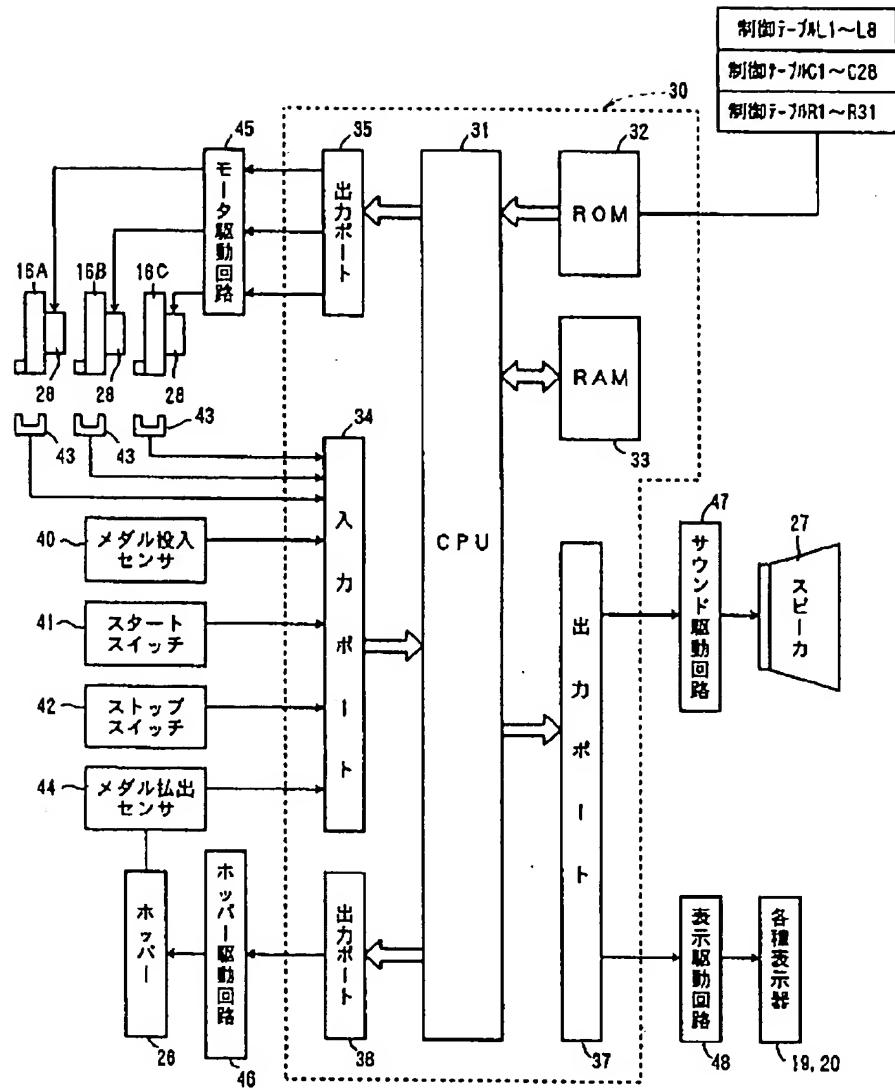 制御テーブルL1～L8
制御テーブルC1～C28
制御テーブルR1～R31
30
45
35
31
32
モータ駆動回路
出力ポート
ROM
16A
16B
16C
28
28
28
RAM
33
43
43
43
34
入力ポート
CPU
40
メダル投入
センサ
41
スタート
スイッチ
42
ストップ
スイッチ
44
メダル払出
センサ
47
サウンド駆動回路
27
スピーカ
出力ポート
ホッパー
26
ホッパー駆動回路
46
出力ポート
36
37
表示駆動回路
48
各種表示器
19, 20